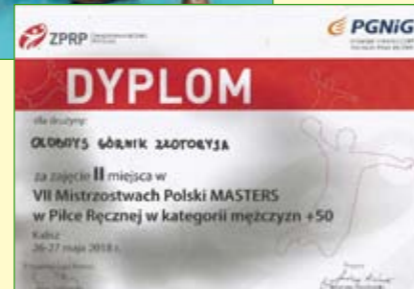 ZPRP
PGNiG
DYPLOM
dla drużyny:
OLDBOYS GÓRNIK ZŁOTORYJA
za zajęcie II miejsca w
VII Mistrzostwach Polski MASTERS
w Piłce Ręcznej w kategorii mężczyzn +50
Kalisz
26-27 maja 2018 r.